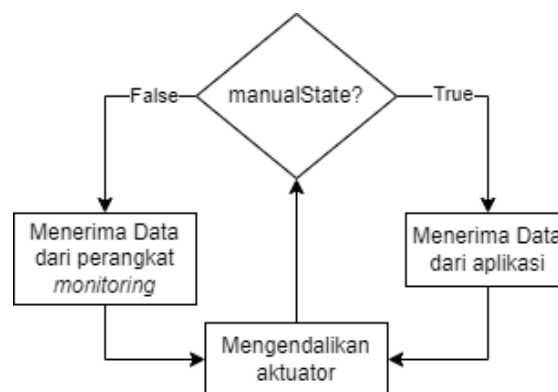 manualState?
False
True
Menerima Data
dari perangkat
monitoring
Menerima Data
dari aplikasi
Mengendalikan
aktuator